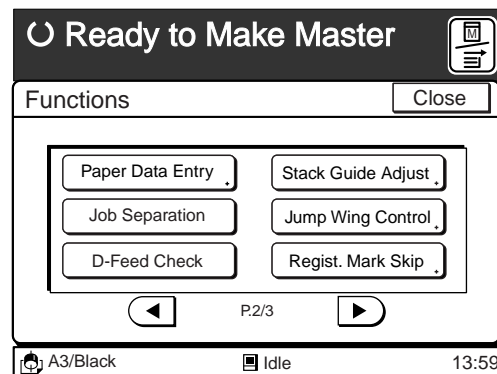 Ready to Make Master
M
Functions
Close
Paper Data Entry
Stack Guide Adjust
Job Separation
Jump Wing Control
D-Feed Check
Regist. Mark Skip
P.2/3
A3/Black
Idle
13:59